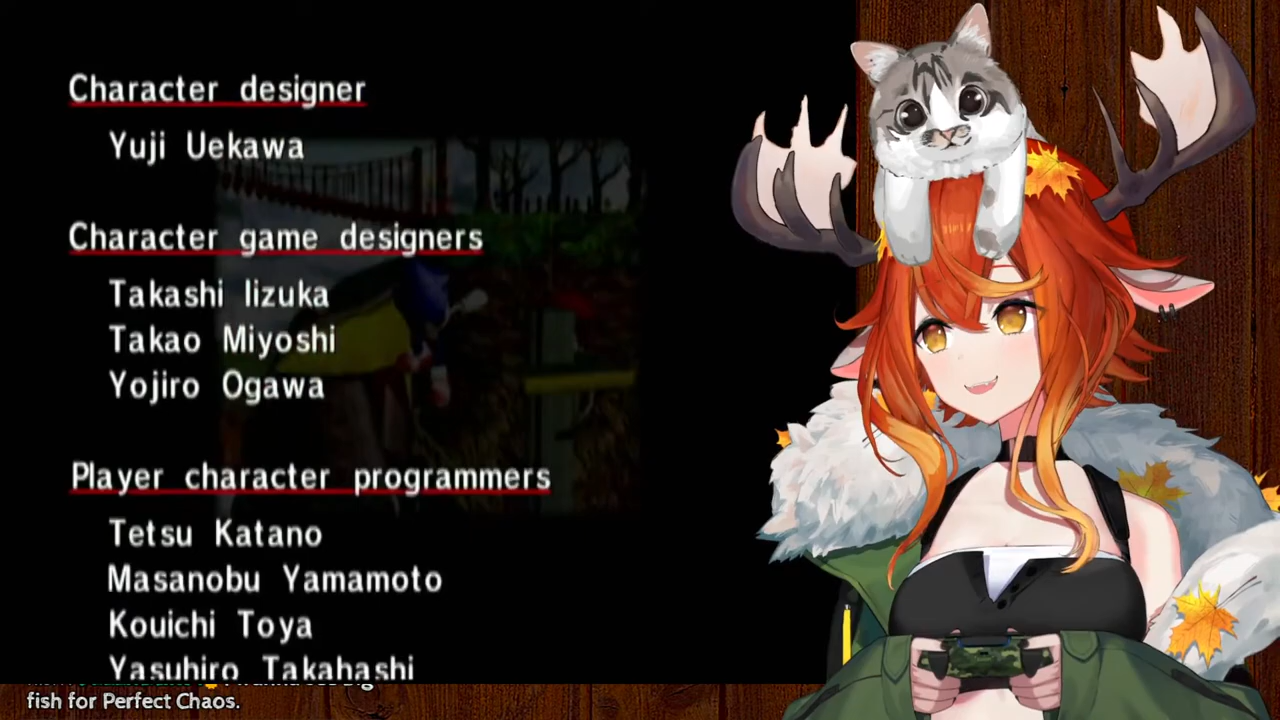 Character designer
Yuji Uekawa
Character game designers
Takashi Iizuka
Takao Miyoshi
Yojiro Ogawa
Player character programmers
Tetsu Katano
Masanobu Yamamoto
Kouichi Toya
Yasuhiro Takahashi
fish for Perfect Chaos.